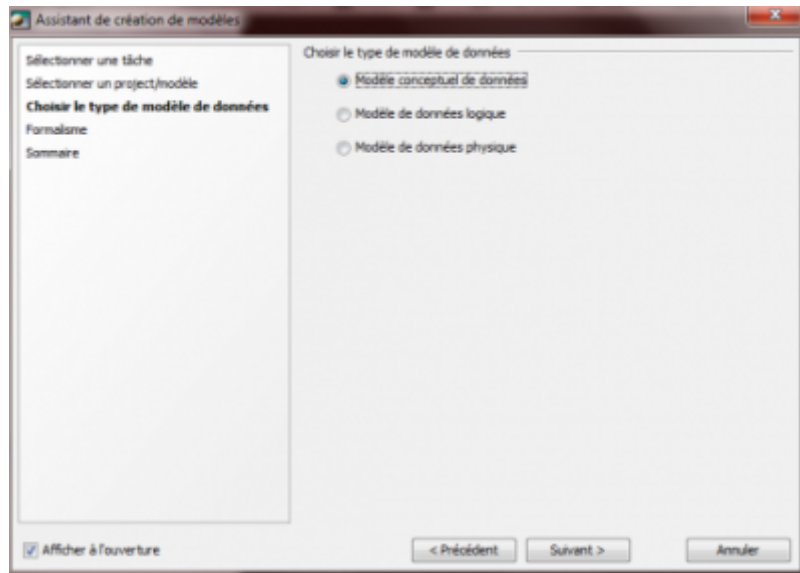 Assistant de création de modèles
Sélectionner une tâche
Sélectionner un project/modèle
Choisir le type de modèle de données
Formalisme
Sommaire
Choisir le type de modèle de données
Modèle conceptuel de données
Modèle de données logique
Modèle de données physique
Afficher à l'ouverture
< Précédent
Suivant >
Annuler